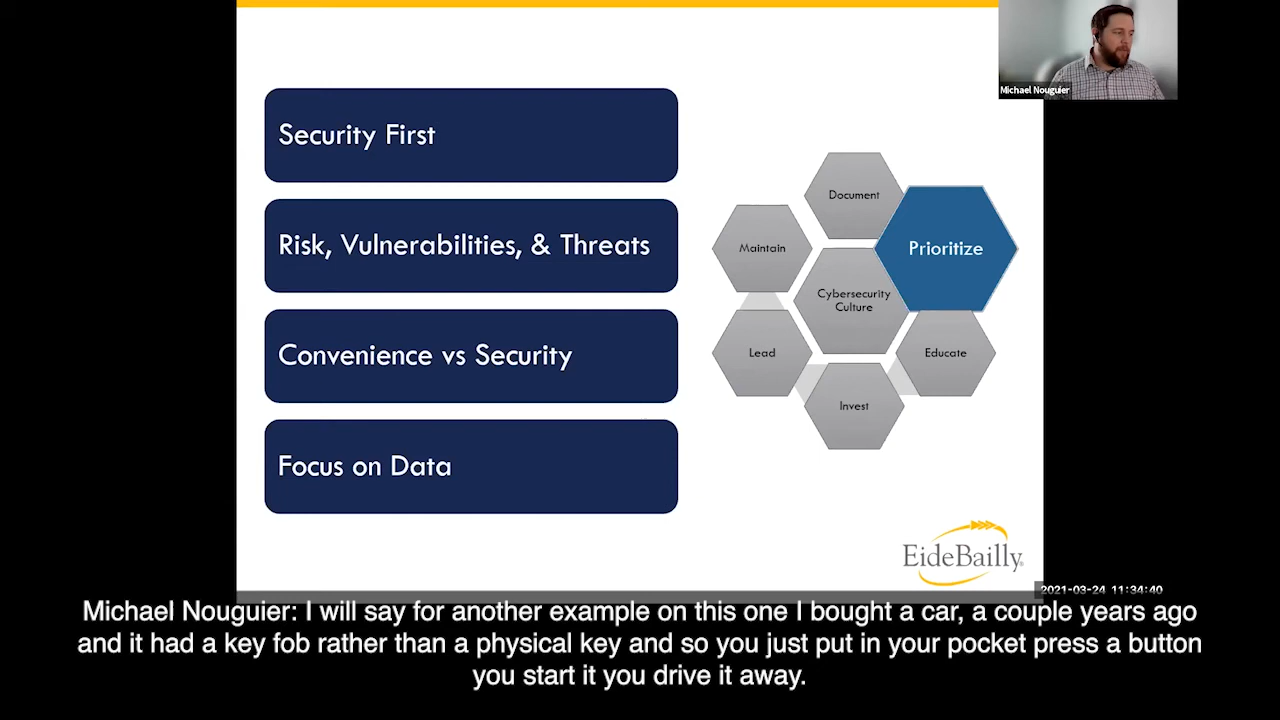 Michael Nouguier
Security First
Risk, Vulnerabilities, & Threats
Convenience vs Security
Focus on Data
Document
Prioritize
Maintain
Cybersecurity
Culture
Lead
Educate
Invest
EideBailly®
2021-03-24 11:34:40
Michael Nouguier: I will say for another example on this one I bought a car, a couple years ago
and it had a key fob rather than a physical key and so you just put in your pocket press a button
you start it you drive it away.